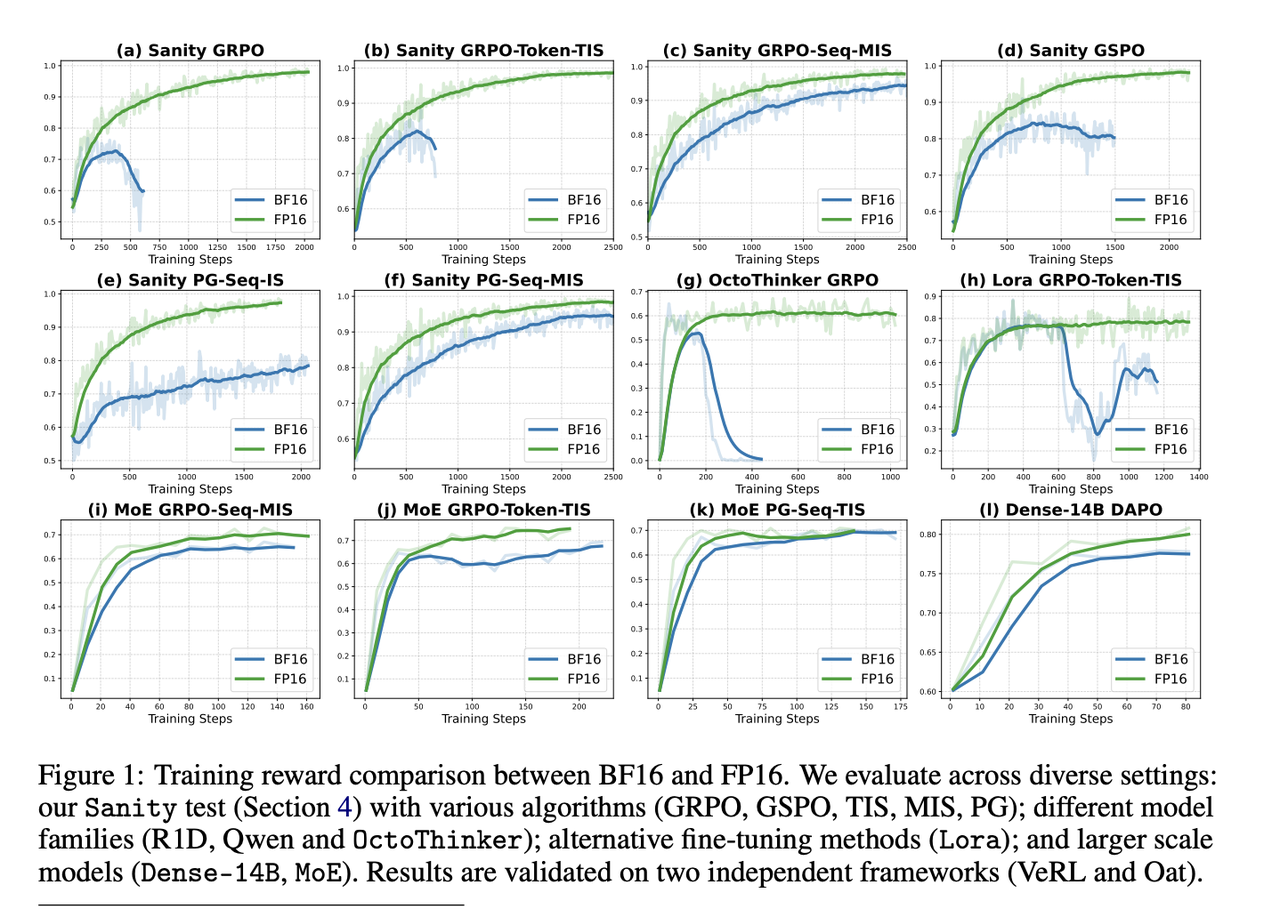 (a) Sanity GRPO
1.0
0.9
0.8
0.7
0.6
0.5
0 250 500 750 1000 1250 1500 1750 2000
Training Steps
BF16
FP16
(b) Sanity GRPO-Token-TIS
1.0
0.9
0.8
0.7
0.6
0 500 1000 1500 2000 2500
Training Steps
BF16
FP16
(c) Sanity GRPO-Seq-MIS
1.0
0.9
0.8
0.7
0.6
0.5
0 500 1000 1500 2000 2500
Training Steps
BF16
FP16
(d) Sanity GSPO
1.0
0.9
0.8
0.7
0.6
0 500 1000 1500 2000
Training Steps
BF16
FP16
(e) Sanity PG-Seq-IS
1.0
0.9
0.8
0.7
0.6
0.5
0 500 1000 1500 2000
Training Steps
BF16
FP16
(f) Sanity PG-Seq-MIS
1.0
0.9
0.8
0.7
0.6
0 500 1000 1500 2000 2500
Training Steps
BF16
FP16
(g) OctoThinker GRPO
0.7
0.6
0.5
0.4
0.3
0.2
0.1
0.0
0 200 400 600 800 1000
Training Steps
BF16
FP16
(h) Lora GRPO-Token-TIS
0.9
0.8
0.7
0.6
0.5
0.4
0.3
0.2
0 200 400 600 800 1000 1200 1400
Training Steps
BF16
FP16
(i) MoE GRPO-Seq-MIS
0.7
0.6
0.5
0.4
0.3
0.2
0.1
0 20 40 60 80 100 120 140 160
Training Steps
BF16
FP16
(j) MoE GRPO-Token-TIS
0.7
0.6
0.5
0.4
0.3
0.2
0.1
0 50 100 150 200
Training Steps
BF16
FP16
(k) MoE PG-Seq-TIS
0.7
0.6
0.5
0.4
0.3
0.2
0.1
0 25 50 75 100 125 150 175
Training Steps
BF16
FP16
(l) Dense-14B DAPO
0.80
0.75
0.70
0.65
0.60
0 10 20 30 40 50 60 70 80
Training Steps
BF16
FP16
Figure 1: Training reward comparison between BF16 and FP16. We evaluate across diverse settings:
our Sanity test (Section 4) with various algorithms (GRPO, GSPO, TIS, MIS, PG); different model
families (R1D, Qwen and OctoThinker); alternative fine-tuning methods (Lora); and larger scale
models (Dense-14B, MoE). Results are validated on two independent frameworks (VeRL and Oat).